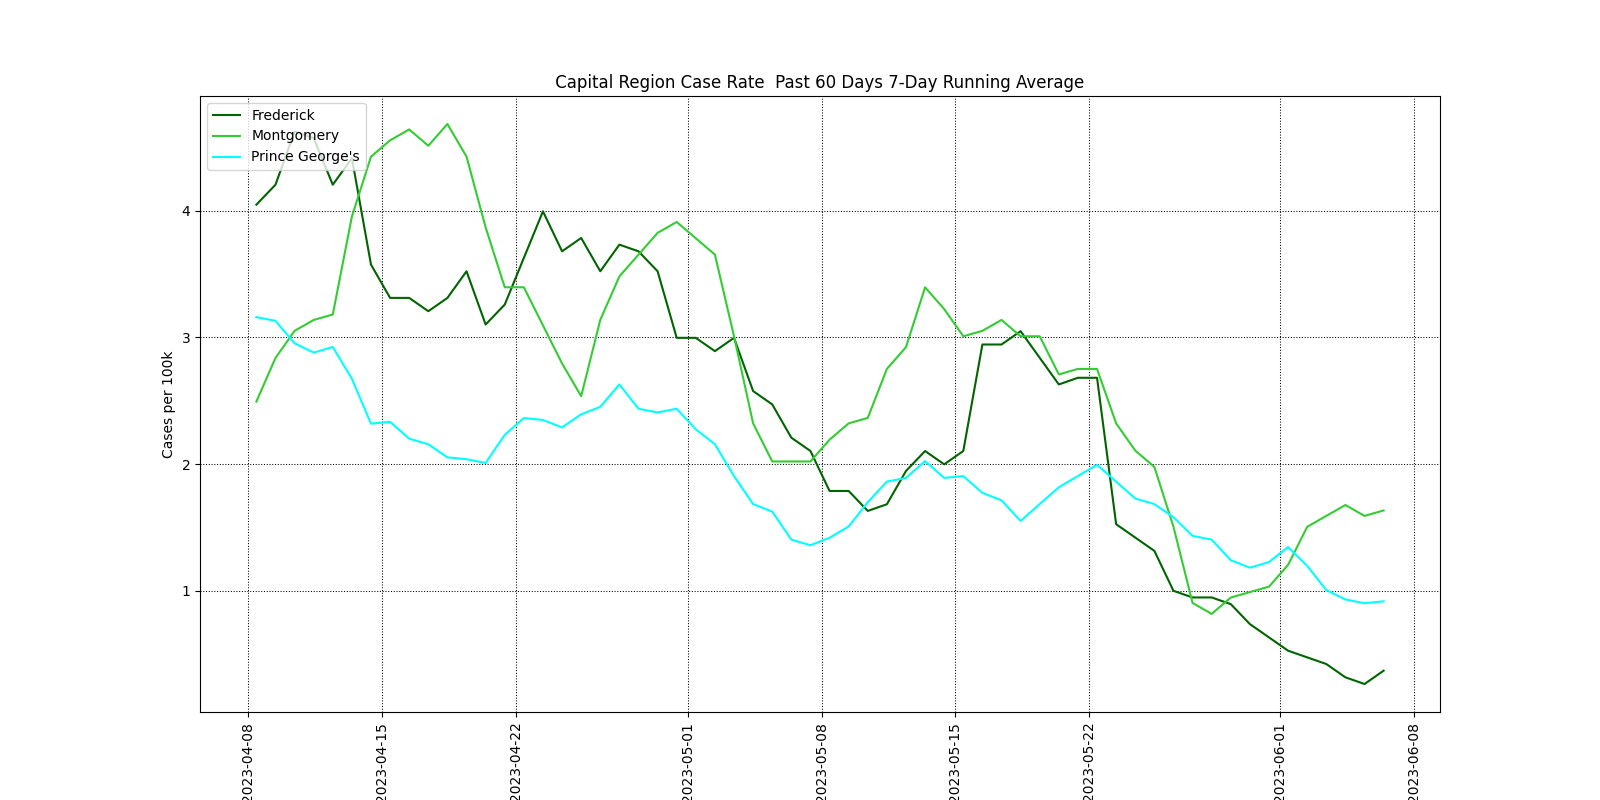 Capital Region Case Rate  Past 60 Days 7-Day Running Average
Frederick
Montgomery
Prince George's
Cases per 100k
4
3
2
1
2023-04-08
2023-04-15
2023-04-22
2023-05-01
2023-05-08
2023-05-15
2023-05-22
2023-06-01
2023-06-08